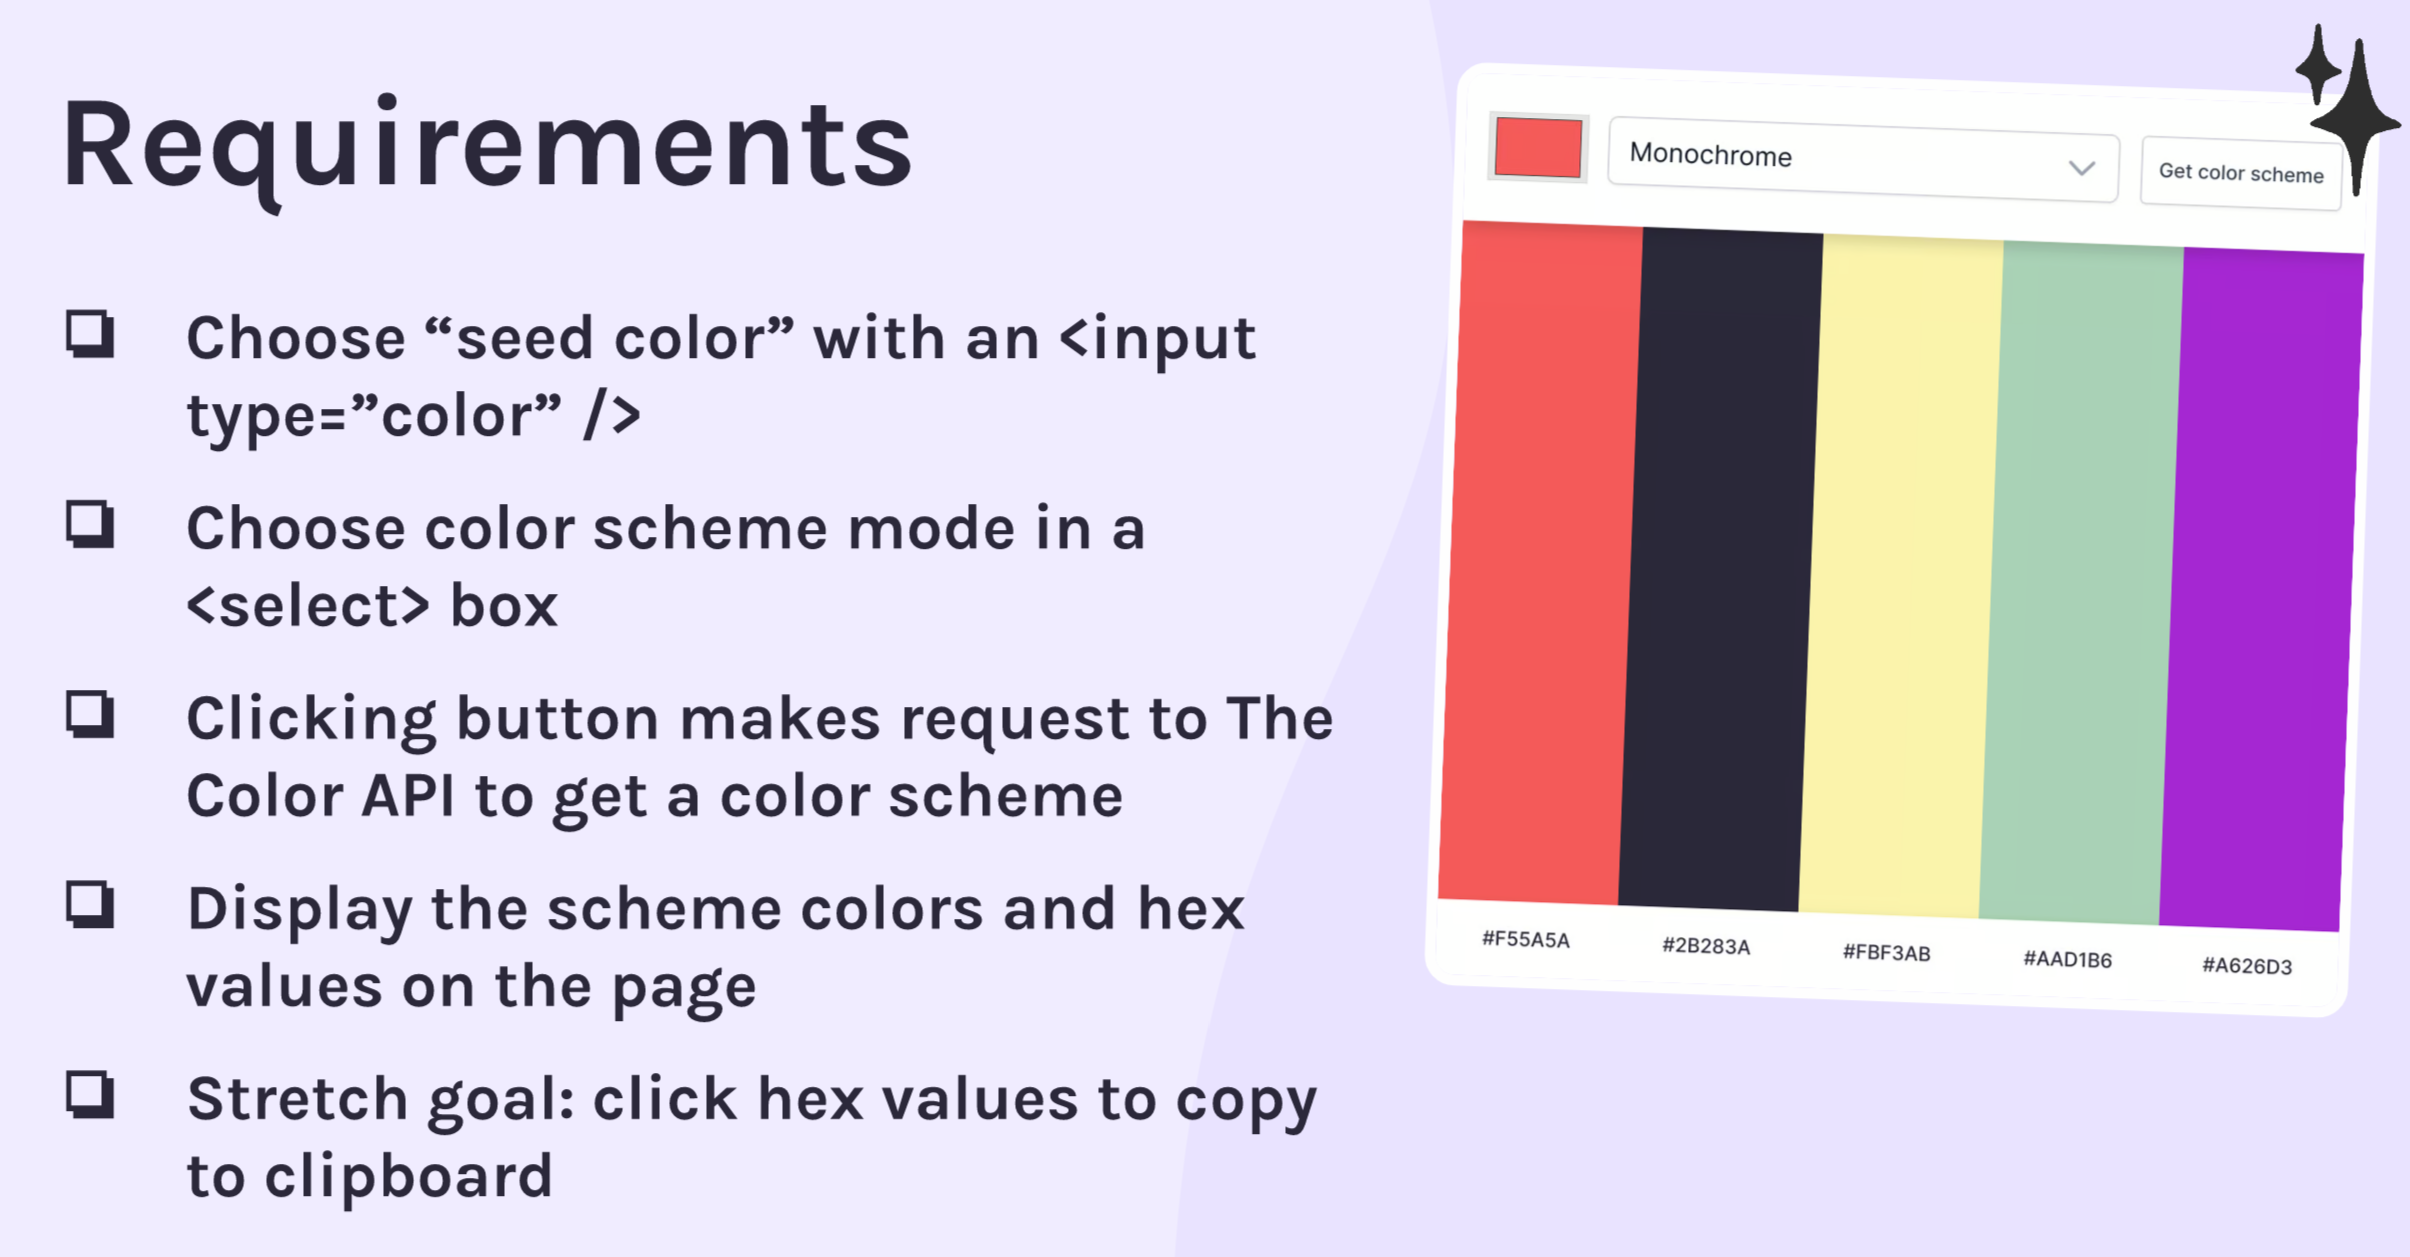 Requirements
Choose “seed color” with an <input
type=”color” />
Choose color scheme mode in a
<select> box
Clicking button makes request to The
Color API to get a color scheme
Display the scheme colors and hex
values on the page
Stretch goal: click hex values to copy
to clipboard
Monochrome
Get color scheme
#F55A5A
#2B283A
#FBF3AB
#AAD1B6
#A626D3